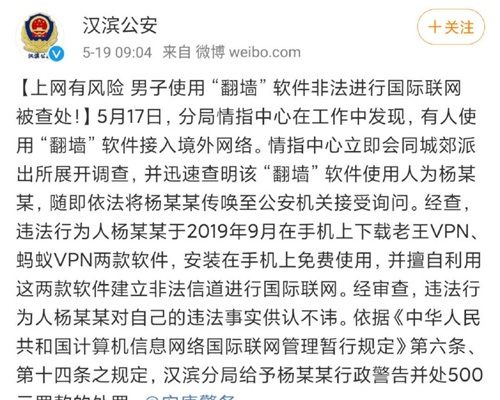 汉滨公安
+关注
5-19 09:04 来自 微博 weibo.com
【上网有风险 男子使用“翻墙”软件非法进行国际联网
被查处！】5月17日，分局情指中心在工作中发现，有人使
用“翻墙”软件接入境外网络。情指中心立即会同城郊派
出所展开调查，并迅速查明该“翻墙”软件使用人为杨某
某，随即依法将杨某某传唤至公安机关接受询问。经查，
违法行为人杨某某于2019年9月在手机上下载老王VPN、
蚂蚁VPN两款软件，安装在手机上免费使用，并擅自利用
这两款软件建立非法信道进行国际联网。经审查，违法行
为人杨某某对自己的违法事实供认不讳。依据《中华人民
共和国计算机信息网络国际联网管理暂行规定》第六条、
第十四条之规定，汉滨分局给予杨某某行政警告并处500